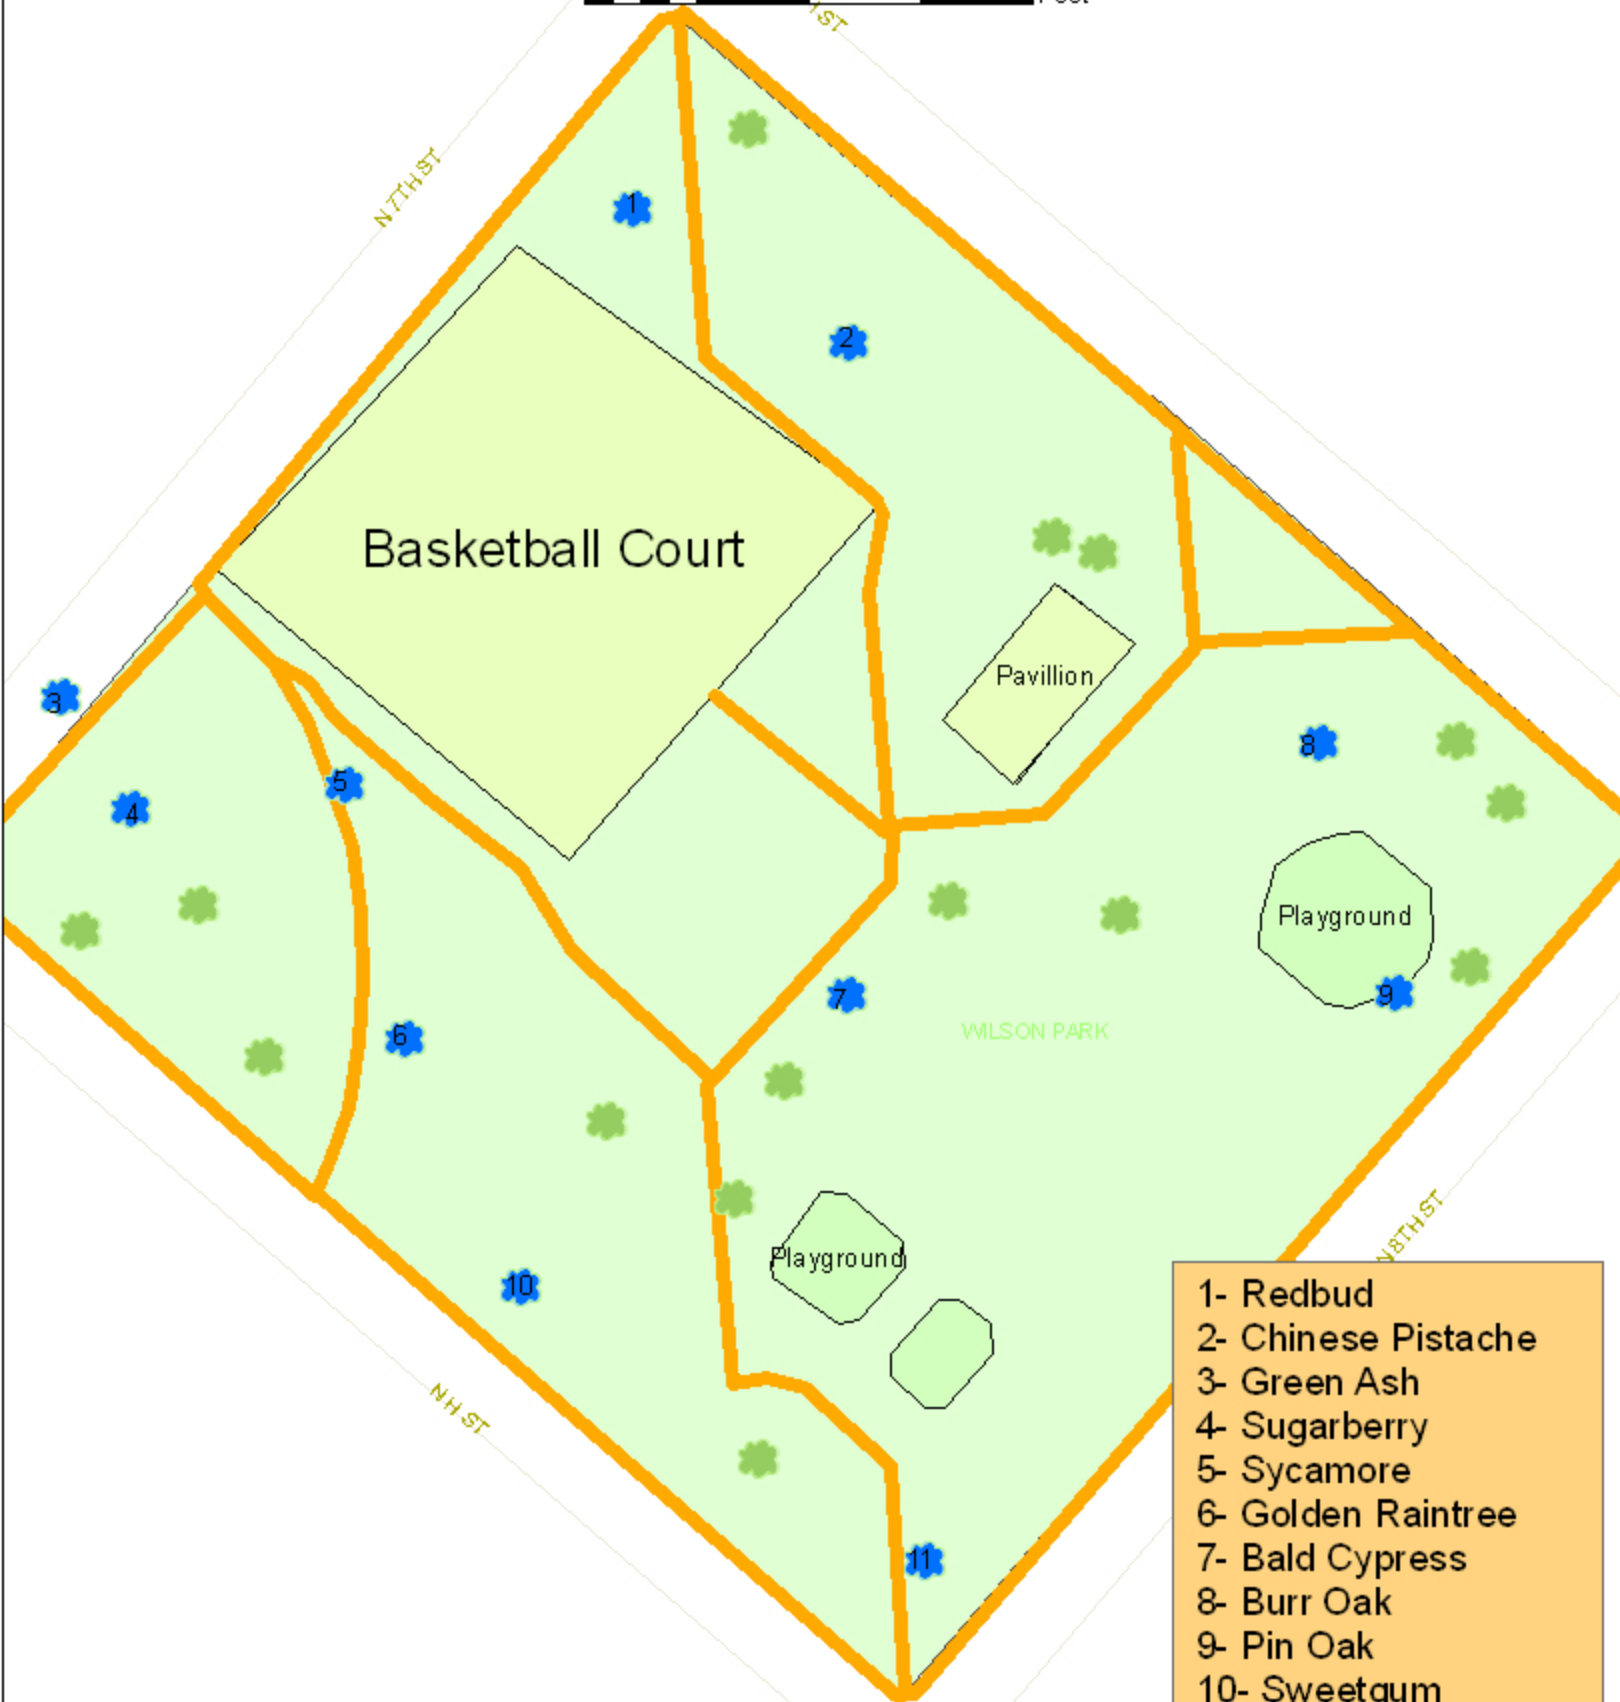 N 7TH ST
1
2
Basketball Court
Pavillion
3
4
5
8
Playground
9
7
WILSON PARK
6
Playground
N 8TH ST
10
N H ST
11
1- Redbud
2- Chinese Pistache
3- Green Ash
4- Sugarberry
5- Sycamore
6- Golden Raintree
7- Bald Cypress
8- Burr Oak
9- Pin Oak
10- Sweetgum